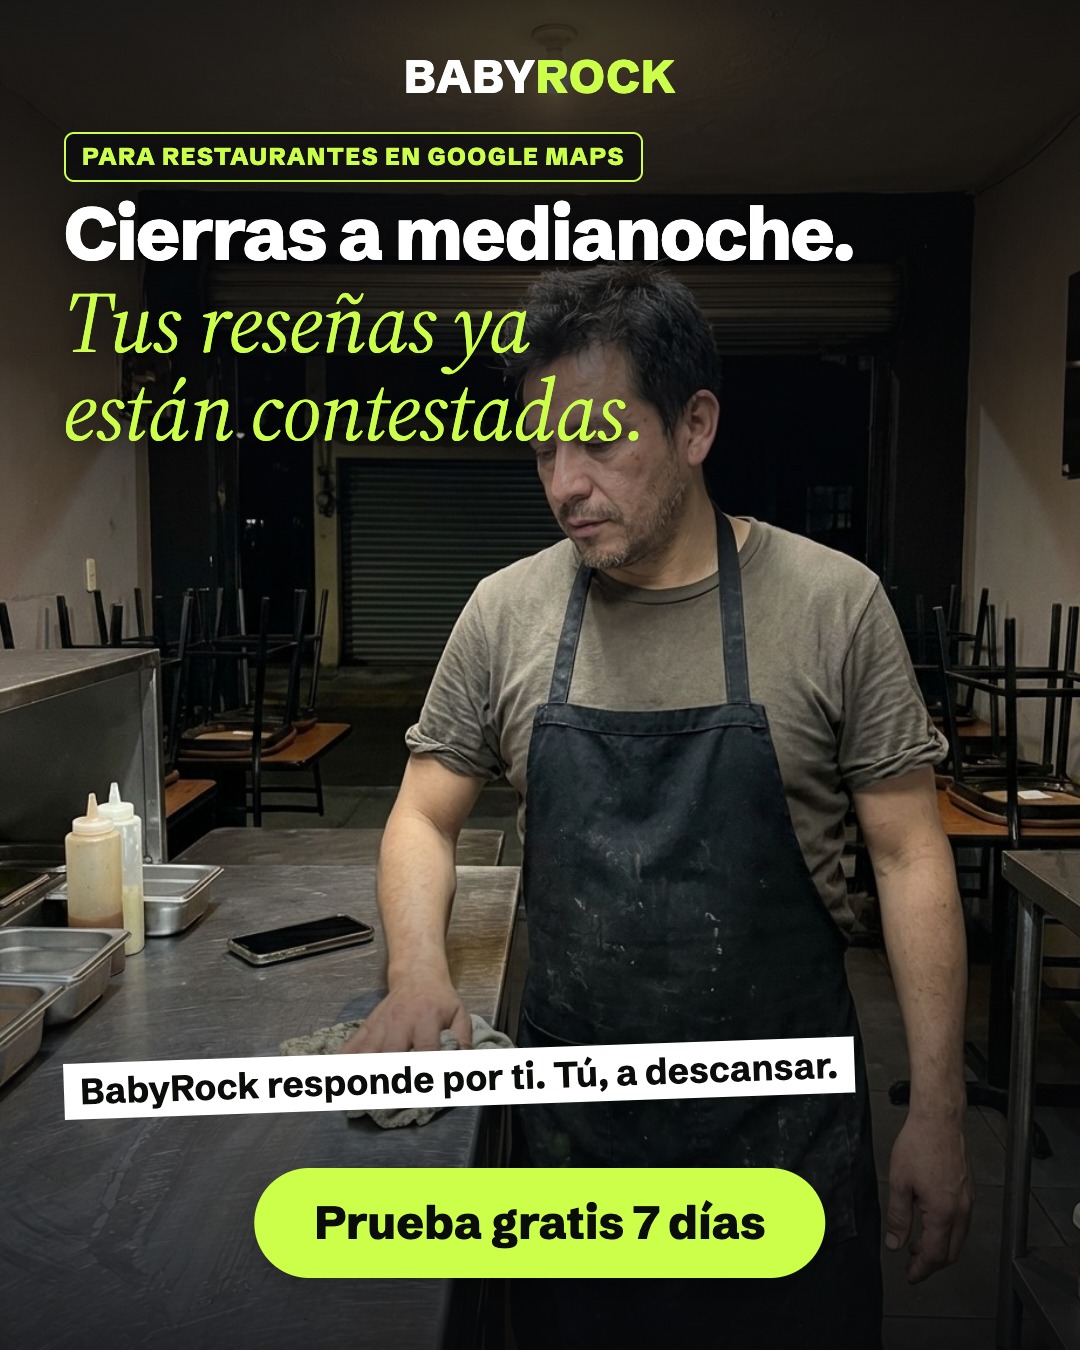 BABYROCK
PARA RESTAURANTES EN GOOGLE MAPS
Cierras a medianoche.
Tus reseñas ya
están contestadas.
BabyRock responde por ti. Tú, a descansar.
Prueba gratis 7 días